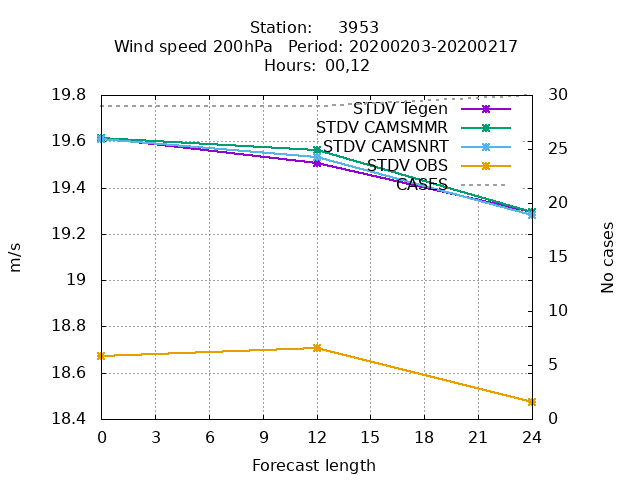 Station: 3953
Wind speed 200hPa Period: 20200203-20200217
Hours: 00,12
19.8
19.6
19.4
19.2
19
18.8
18.6
18.4
m/s
STDV Tegen
STDV CAMSMMR
STDV CAMSNRT
STDV OBS
CASES
30
25
20
15
10
5
0
No cases
0 3 6 9 12 15 18 21 24
Forecast length